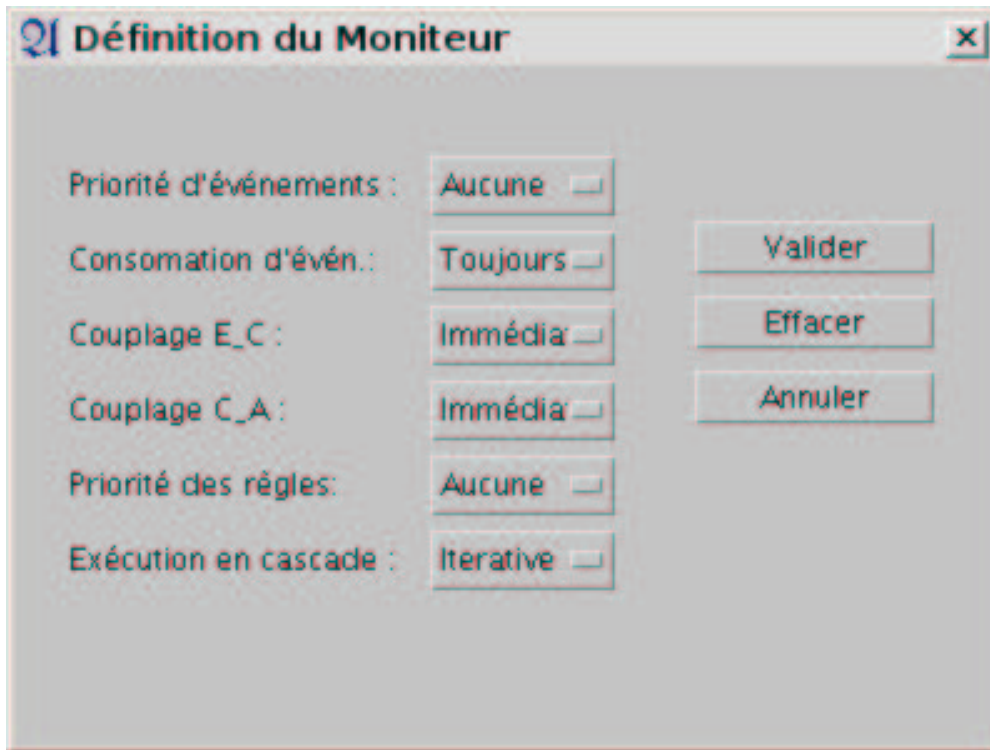 Définition du Moniteur
Priorité d'événements : Aucune
Consomation d'évén.: Toujours
Couplage E_C : Immédia
Couplage C_A : Immédia
Priorité des régles: Aucune
Exécution en cascade : Iterative
Valider
Effacer
Annuler